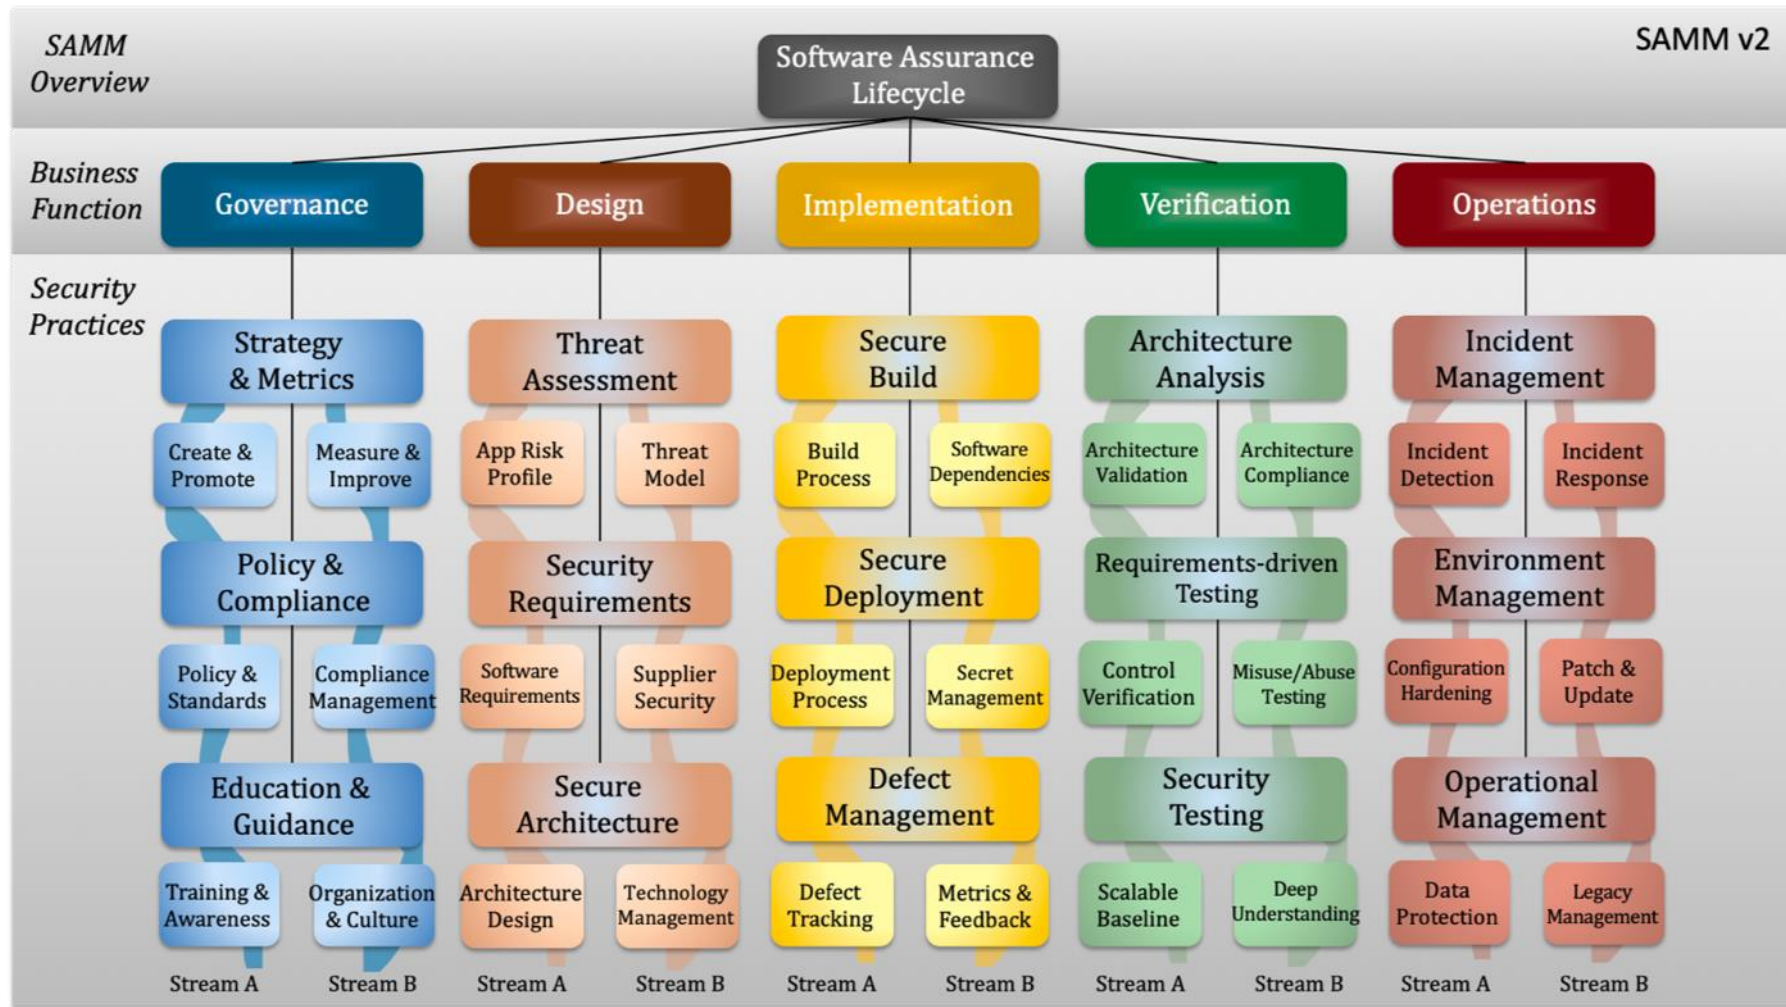 SAMM
Overview
SAMM v2
Software Assurance
Lifecycle
Business
Function
Governance
Design
Implementation
Verification
Operations
Security
Practices
Strategy
& Metrics
Threat
Assessment
Secure
Build
Architecture
Analysis
Incident
Management
Create &
Promote
Measure &
Improve
App Risk
Profile
Threat
Model
Build
Process
Software
Dependencies
Architecture
Validation
Architecture
Compliance
Incident
Detection
Incident
Response
Policy &
Compliance
Security
Requirements
Secure
Deployment
Requirements-driven
Testing
Environment
Management
Policy &
Standards
Compliance
Management
Software
Requirements
Supplier
Security
Deployment
Process
Secret
Management
Control
Verification
Misuse/Abuse
Testing
Configuration
Hardening
Patch &
Update
Education &
Guidance
Secure
Architecture
Defect
Management
Security
Testing
Operational
Management
Training &
Awareness
Organization
& Culture
Architecture
Design
Technology
Management
Defect
Tracking
Metrics &
Feedback
Scalable
Baseline
Deep
Understanding
Data
Protection
Legacy
Management
Stream A
Stream B
Stream A
Stream B
Stream A
Stream B
Stream A
Stream B
Stream A
Stream B